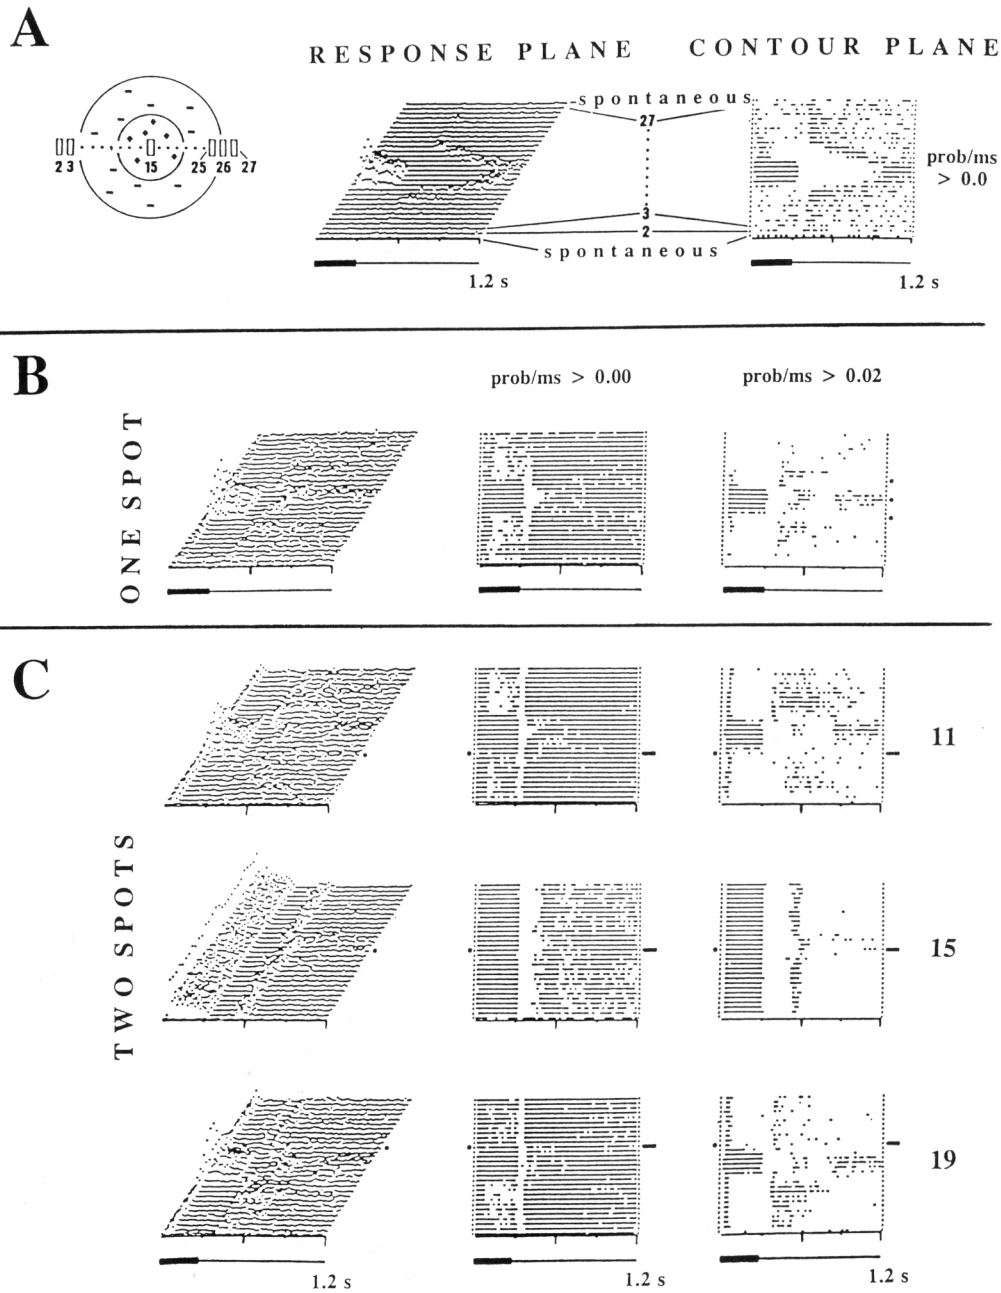 A
RESPONSE PLANE
CONTOUR PLANE
spontaneous
27
3
2
spontaneous
2 3
15
25
26
27
prob/ms
> 0.0
1.2 s
1.2 s
B
ONE SPOT
prob/ms > 0.00
prob/ms > 0.02
C
TWO SPOTS
11
15
19
1.2 s
1.2 s
1.2 s